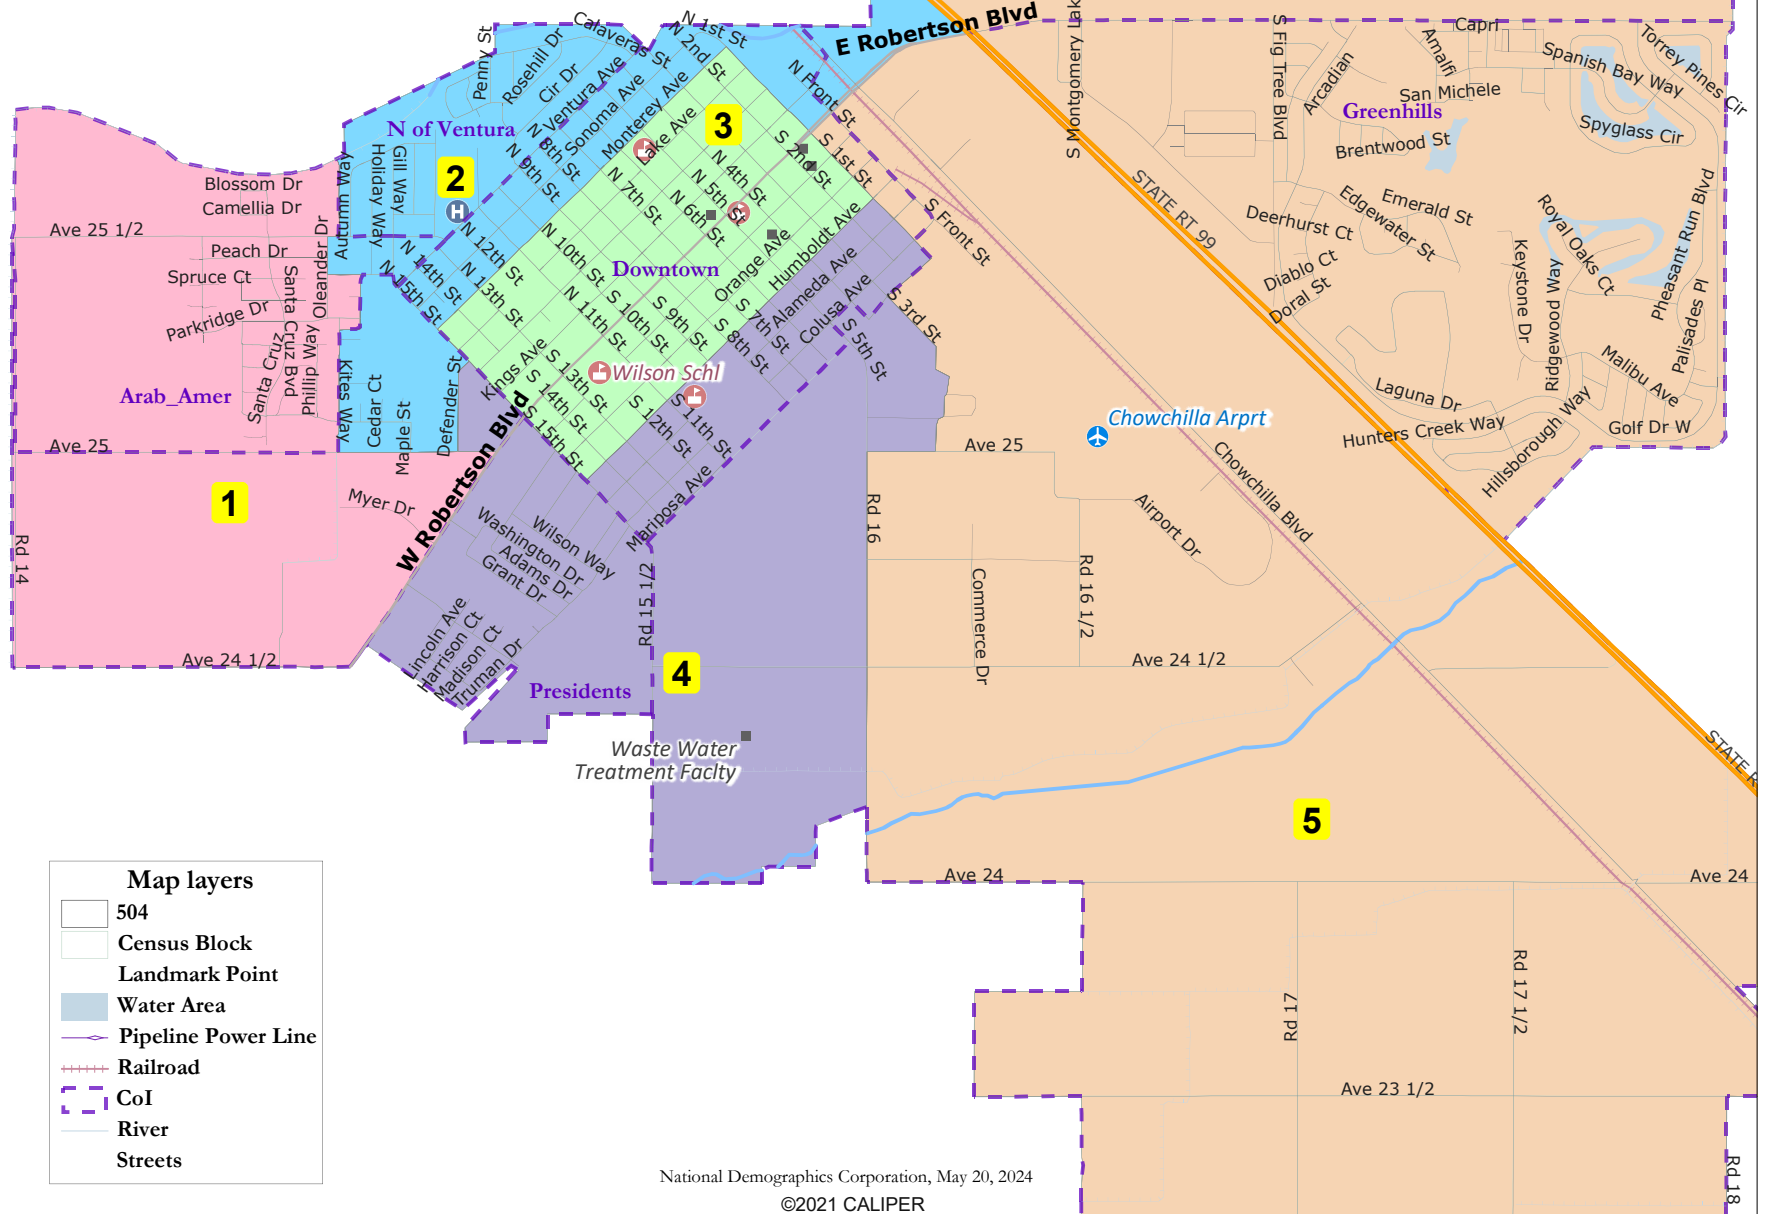 E Robertson Blvd
N 1st St
Calaveras St
N 2nd St
Penny St
Rosehill Dr
Cir Dr
N Ventura Ave
Sonoma Ave
Monterey Ave
N Front St
S Montgomery Lak
S Fig Tree Blvd
Arcadian
Amalfi
Capri
Spanish Bay Way
Torrey Pines Cir
San Michele
Greenhills
Spyglass Cir
Brentwood St
N of Ventura
3
2
H
Lake Ave
N 8th St
N 9th St
Autumn Way
Holiday Way
Gill Way
Blossom Dr
Camellia Dr
Ave 25 1/2
Peach Dr
Spruce Ct
Parkridge Dr
Santa Cruz Blvd
Santa Cruz
Phillip Way
Oleander Dr
N 4th St
N 5th St
N 6th St
N 7th St
S 2nd St
S 1st St
S Front St
STATE RT 99
Deerhurst Ct
Edgewater St
Emerald St
Diablo Ct
Doral St
Royal Oaks Ct
Keystone Dr
Ridgewood Way
Pheasant Run Blvd
Palisades Pl
Malibu Ave
Golf Dr W
Laguna Dr
Hunters Creek Way
Hillsborough Way
N 10th St
N 11th St
N 12th St
N 13th St
N 14th St
N 15th St
Downtown
Orange Ave
Humboldt Ave
Alameda Ave
Colusa Ave
S 3rd St
S 5th St
S 7th St
S 8th St
S 9th St
S 10th St
S 11th St
S 12th St
S 13th St
S 14th St
S 15th St
Kings Ave
Wilson Schl
Arab_Amer
Kites Way
Cedar Ct
Maple St
Defender St
Ave 25
1
Myer Dr
W Robertson Blvd
Mariposa Ave
Wilson Way
Washington Dr
Adams Dr
Grant Dr
Lincoln Ave
Harrison Ct
Madison Ct
Truman Dr
Rd 14
Ave 24 1/2
Presidents
Rd 15 1/2
4
Waste Water
Treatment Faclty
Chowchilla Arprt
Ave 25
Rd 16
Airport Dr
Chowchilla Blvd
Commerce Dr
Rd 16 1/2
Ave 24 1/2
STATE R
5
Ave 24
Ave 24
Rd 17
Rd 17 1/2
Ave 23 1/2
Rd 18
Map layers
504
Census Block
Landmark Point
Water Area
Pipeline Power Line
Railroad
CoI
River
Streets
National Demographics Corporation, May 20, 2024
©2021 CALIPER